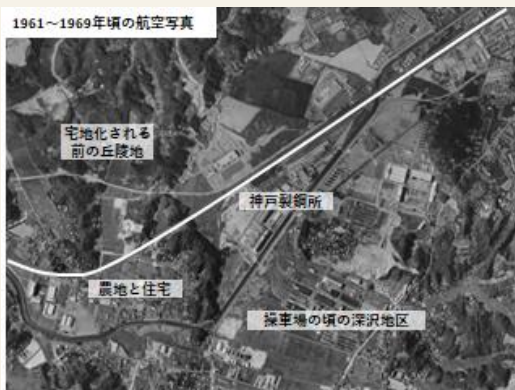 1961～1969年頃の航空写真
宅地化される
前の丘陵地
神戸製鋼所
農地と住宅
操車場の頃の深沢地区